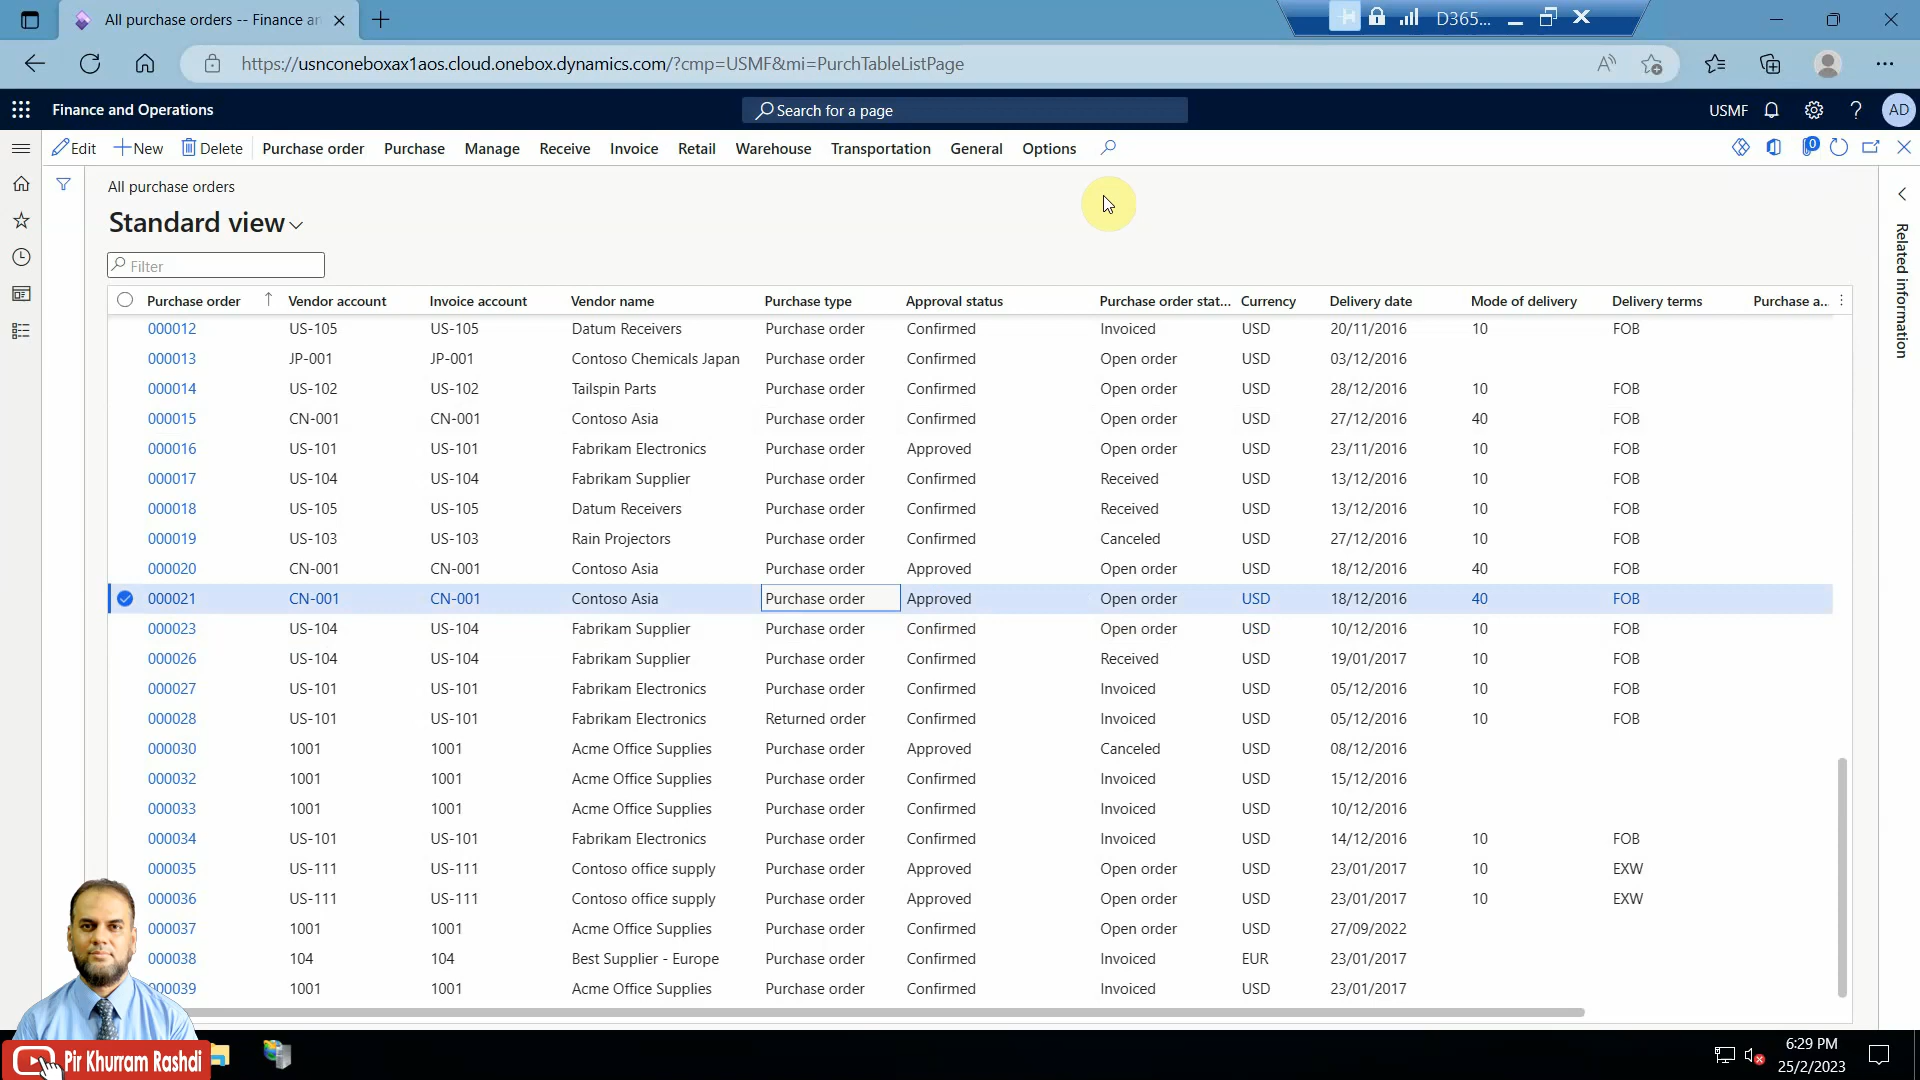 All purchase orders -- Finance an
D365...
https://usnconeboxax1aos.cloud.onebox.dynamics.com/?cmp=USMF&mi=PurchTableListPage
Finance and Operations
Search for a page
USMF
AD
Edit New Delete Purchase order Purchase Manage Receive Invoice Retail Warehouse Transportation General Options
0
All purchase orders
Standard view
Filter
Related information
Purchase order Vendor account Invoice account Vendor name Purchase type Approval status Purchase order stat... Currency Delivery date Mode of delivery Delivery terms Purchase a...
000012 US-105 US-105 Datum Receivers Purchase order Confirmed Invoiced USD 20/11/2016 10 FOB
000013 JP-001 JP-001 Contoso Chemicals Japan Purchase order Confirmed Open order USD 03/12/2016
000014 US-102 US-102 Tailspin Parts Purchase order Confirmed Open order USD 28/12/2016 10 FOB
000015 CN-001 CN-001 Contoso Asia Purchase order Confirmed Open order USD 27/12/2016 40 FOB
000016 US-101 US-101 Fabrikam Electronics Purchase order Approved Open order USD 23/11/2016 10 FOB
000017 US-104 US-104 Fabrikam Supplier Purchase order Confirmed Received USD 13/12/2016 10 FOB
000018 US-105 US-105 Datum Receivers Purchase order Confirmed Received USD 13/12/2016 10 FOB
000019 US-103 US-103 Rain Projectors Purchase order Confirmed Canceled USD 27/12/2016 10 FOB
000020 CN-001 CN-001 Contoso Asia Purchase order Approved Open order USD 18/12/2016 40 FOB
000021 CN-001 CN-001 Contoso Asia Purchase order Approved Open order USD 18/12/2016 40 FOB
000023 US-104 US-104 Fabrikam Supplier Purchase order Confirmed Open order USD 10/12/2016 10 FOB
000026 US-104 US-104 Fabrikam Supplier Purchase order Confirmed Received USD 19/01/2017 10 FOB
000027 US-101 US-101 Fabrikam Electronics Purchase order Confirmed Invoiced USD 05/12/2016 10 FOB
000028 US-101 US-101 Fabrikam Electronics Returned order Confirmed Invoiced USD 05/12/2016 10 FOB
000030 1001 1001 Acme Office Supplies Purchase order Approved Canceled USD 08/12/2016
000032 1001 1001 Acme Office Supplies Purchase order Confirmed Invoiced USD 15/12/2016
000033 1001 1001 Acme Office Supplies Purchase order Confirmed Invoiced USD 10/12/2016
000034 US-101 US-101 Fabrikam Electronics Purchase order Confirmed Invoiced USD 14/12/2016 10 FOB
000035 US-111 US-111 Contoso office supply Purchase order Approved Open order USD 23/01/2017 10 EXW
000036 US-111 US-111 Contoso office supply Purchase order Approved Open order USD 23/01/2017 10 EXW
000037 1001 1001 Acme Office Supplies Purchase order Confirmed Open order USD 27/09/2022
000038 104 104 Best Supplier - Europe Purchase order Confirmed Invoiced EUR 23/01/2017
00039 1001 1001 Acme Office Supplies Purchase order Confirmed Invoiced USD 23/01/2017
Pir Khurram Rashdi
6:29 PM
25/2/2023